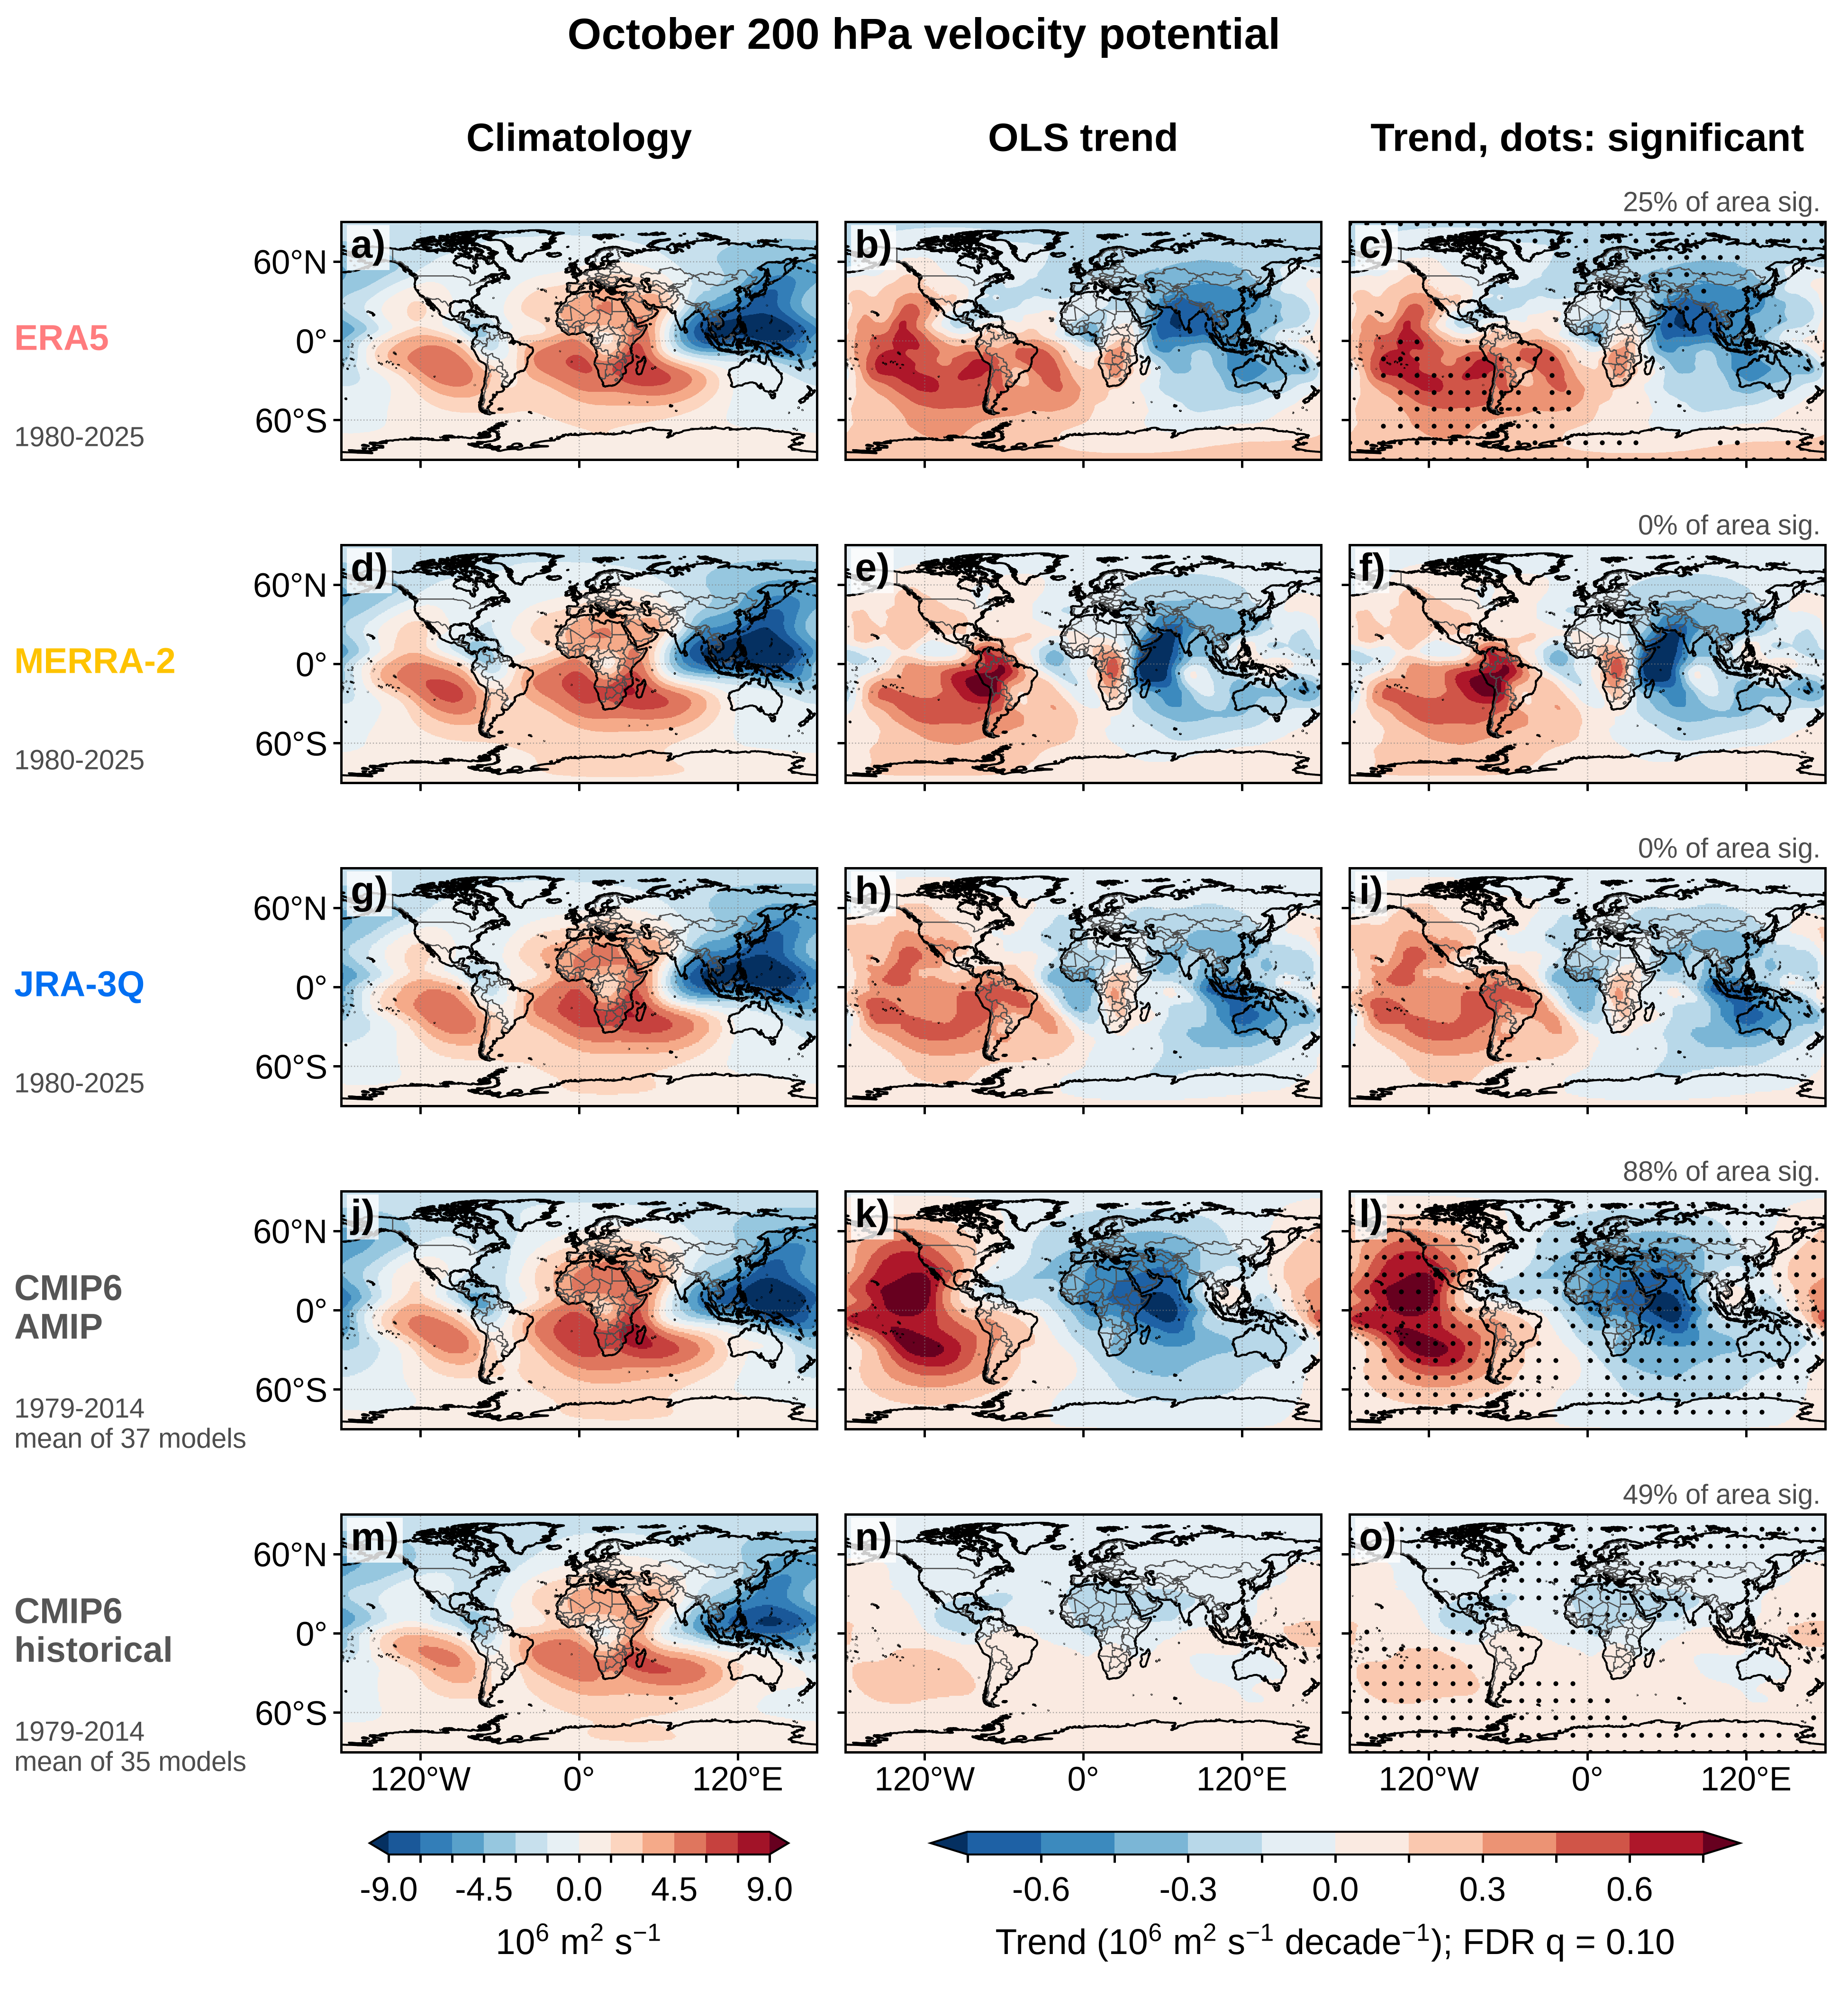 October 200 hPa velocity potential
Climatology
OLS trend
Trend, dots: significant
25% of area sig.
a)
b)
c)
60°N
0°
60°S
ERA5
1980-2025
0% of area sig.
d)
e)
f)
60°N
0°
60°S
MERRA-2
1980-2025
0% of area sig.
g)
h)
i)
60°N
0°
60°S
JRA-3Q
1980-2025
88% of area sig.
j)
k)
l)
60°N
0°
60°S
CMIP6
AMIP
1979-2014
mean of 37 models
49% of area sig.
m)
n)
o)
60°N
0°
60°S
CMIP6
historical
1979-2014
mean of 35 models
120°W 0° 120°E
120°W 0° 120°E
120°W 0° 120°E
-9.0 -4.5 0.0 4.5 9.0
10⁶ m² s⁻¹
-0.6 -0.3 0.0 0.3 0.6
Trend (10⁶ m² s⁻¹ decade⁻¹); FDR q = 0.10